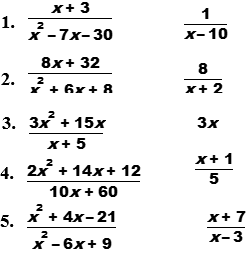 1. x + 3 / x² – 7x – 30    1 / x – 10
2. 8x + 32 / x² + 6x + 8    8 / x + 2
3. 3x² + 15x / x + 5    3x
4. 2x² + 14x + 12 / 10x + 60    x + 1 / 5
5. x² + 4x – 21 / x² – 6x + 9    x + 7 / x – 3